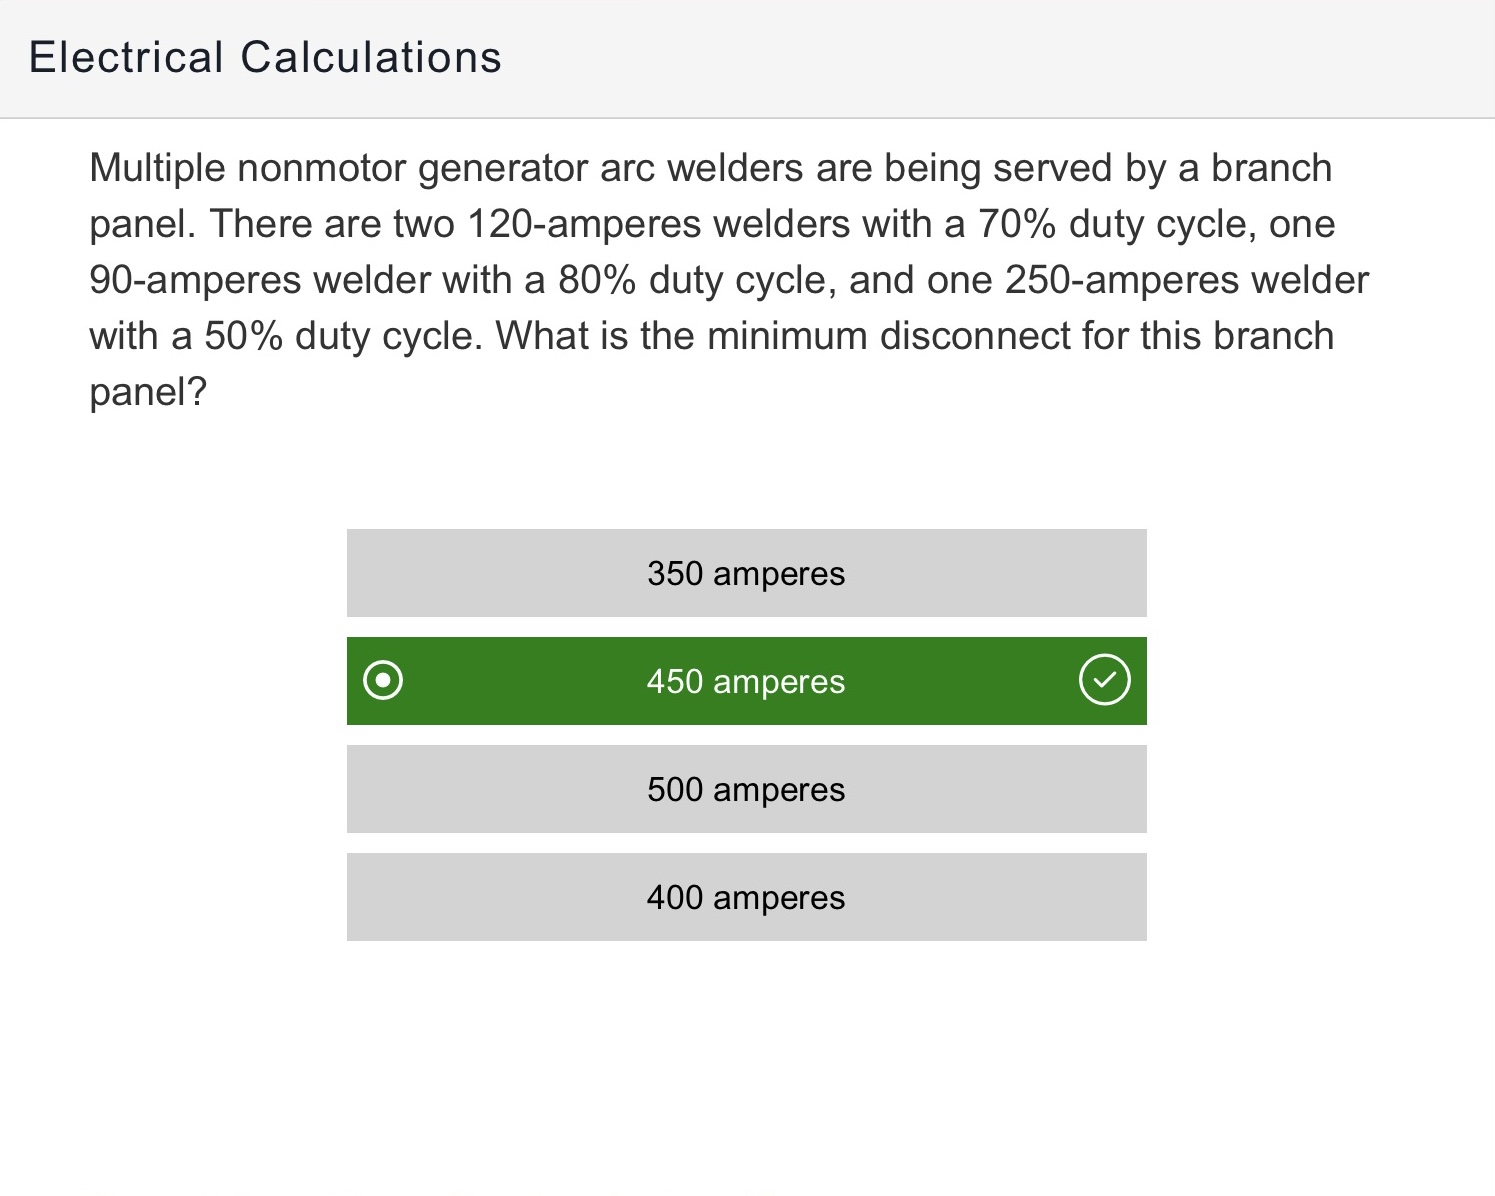 Electrical Calculations
Multiple nonmotor generator arc welders are being served by a branch
panel. There are two 120-amperes welders with a 70% duty cycle, one
90-amperes welder with a 80% duty cycle, and one 250-amperes welder
with a 50% duty cycle. What is the minimum disconnect for this branch
panel?
350 amperes
450 amperes
500 amperes
400 amperes